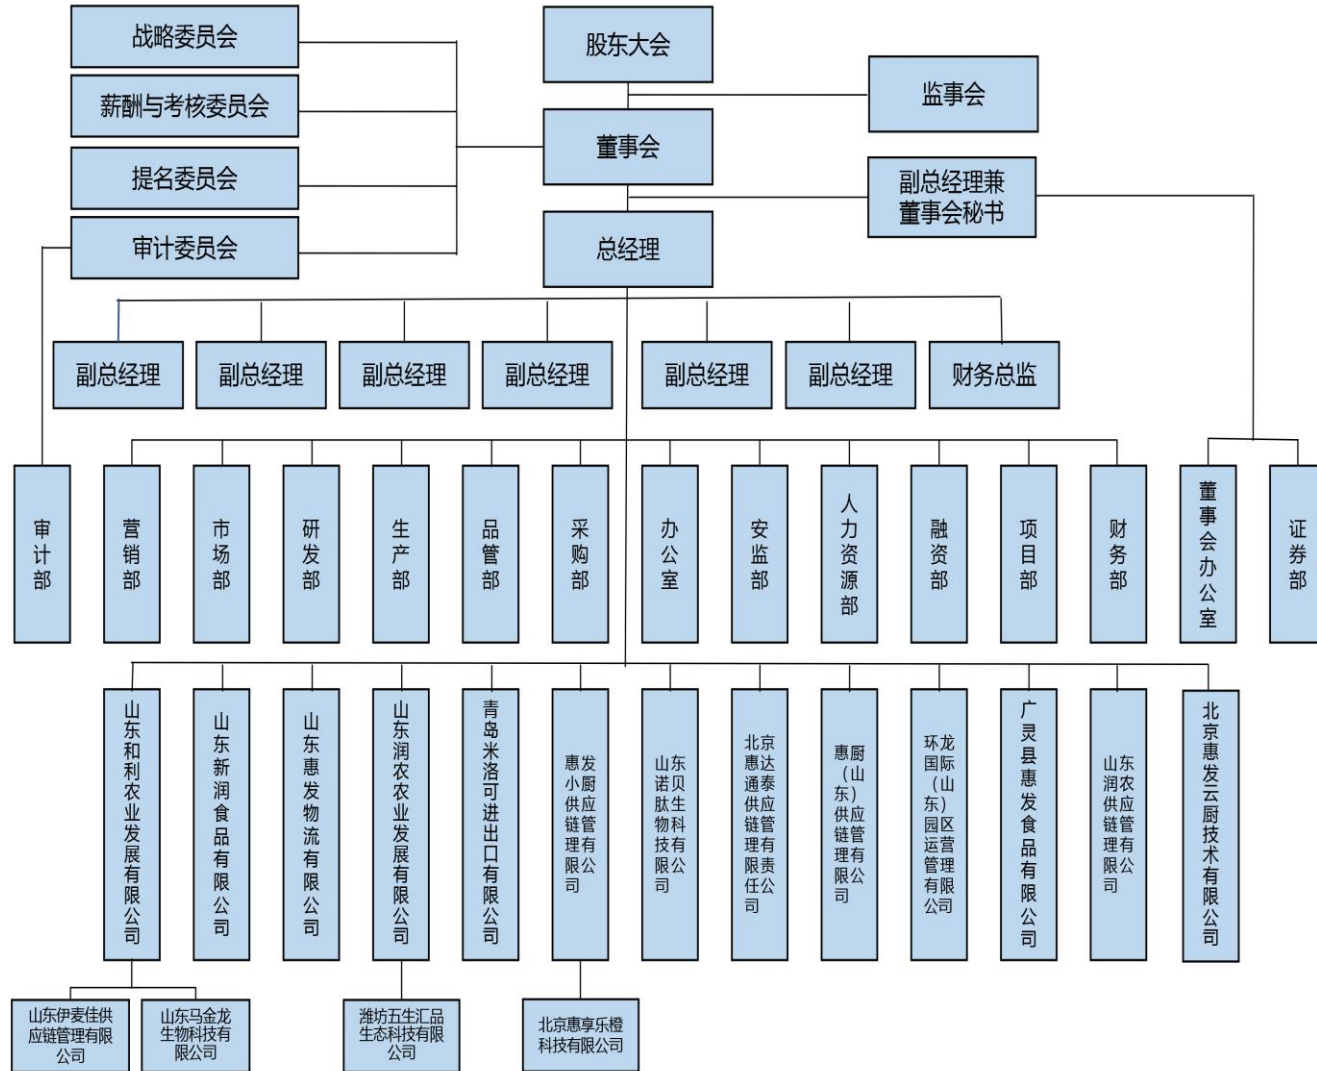 战略委员会
股东大会
监事会
薪酬与考核委员会
董事会
提名委员会
副总经理兼
董事会秘书
审计委员会
总经理
副总经理
副总经理
副总经理
副总经理
副总经理
副总经理
财务总监
审计部
营销部
市场部
研发部
生产部
品管部
采购部
办公室
安监部
人力资源部
融资部
项目部
财务部
董事会办公室
证券部
山东和利农业发展有限公司
山东新润食品有限公司
山东惠发物流有限公司
山东润农农业发展有限公司
青岛米洛可进出口有限公司
惠发
小厨
供应
链管
理有
限公
司
山东
诺贝
肽生
物科
技有
限公
司
北京
惠达
通泰
供应
链管
理有
限责
任公
司
惠厨
(山
东)
供应
链管
理有
限公
司
环龙
国际
(山
东)
园区
运营
管理
有限
公司
广灵县惠发食品有限公司
山东
润农
供应
链管
理有
限公
司
北京惠发云厨技术有限公司
山东伊麦佳供
应链管理有限
公司
山东马金龙
生物科技有
限公司
潍坊五生汇品
生态科技有限
公司
北京惠享乐橙
科技有限公司